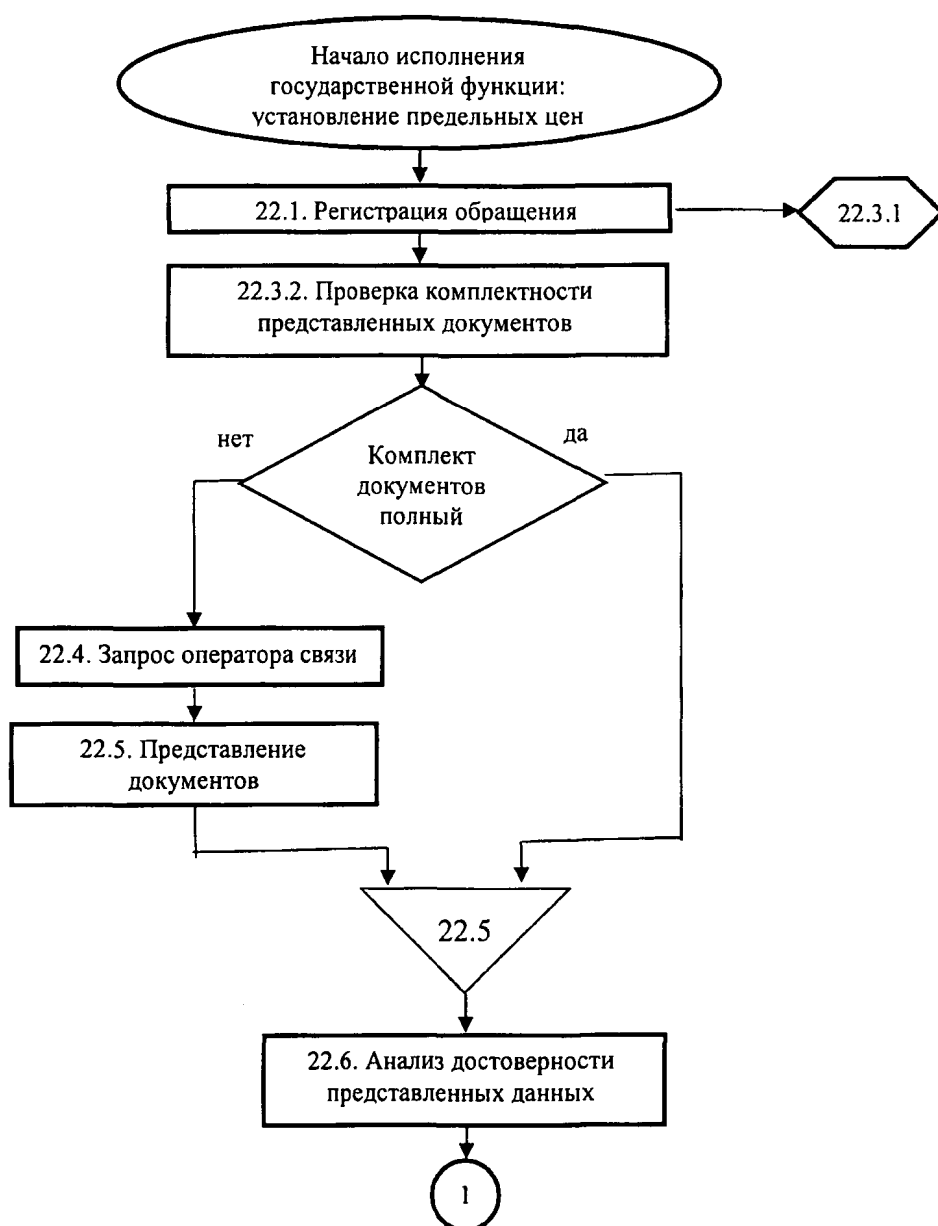 Начало исполнения
государственной функции:
установление предельных цен
22.1. Регистрация обращения
22.3.1
22.3.2. Проверка комплектности
представленных документов
нет
да
Комплект
документов
полный
22.4. Запрос оператора связи
22.5. Представление
документов
22.5
22.6. Анализ достоверности
представленных данных
1